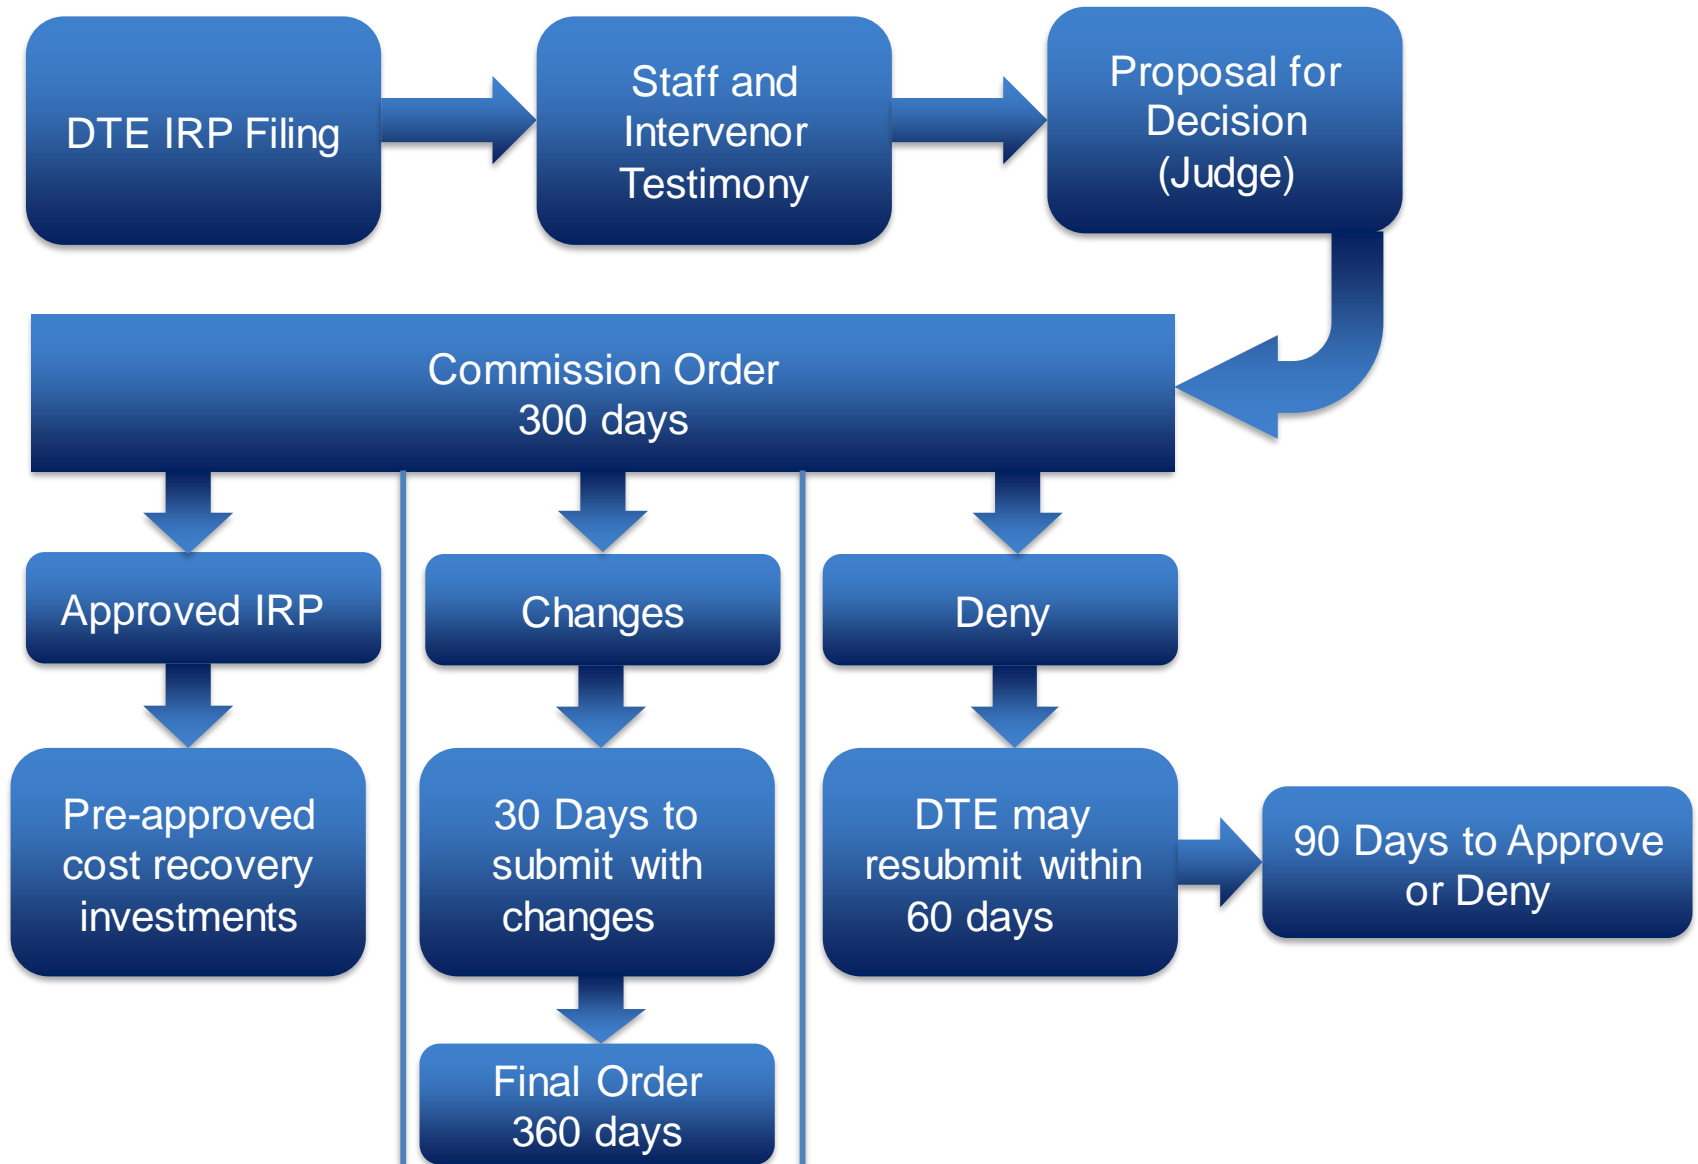 DTE IRP Filing
Staff and
Intervenor
Testimony
Proposal for
Decision
(Judge)
Commission Order
300 days
Approved IRP
Changes
Deny
Pre-approved
cost recovery
investments
30 Days to
submit with
changes
DTE may
resubmit within
60 days
90 Days to Approve
or Deny
Final Order
360 days